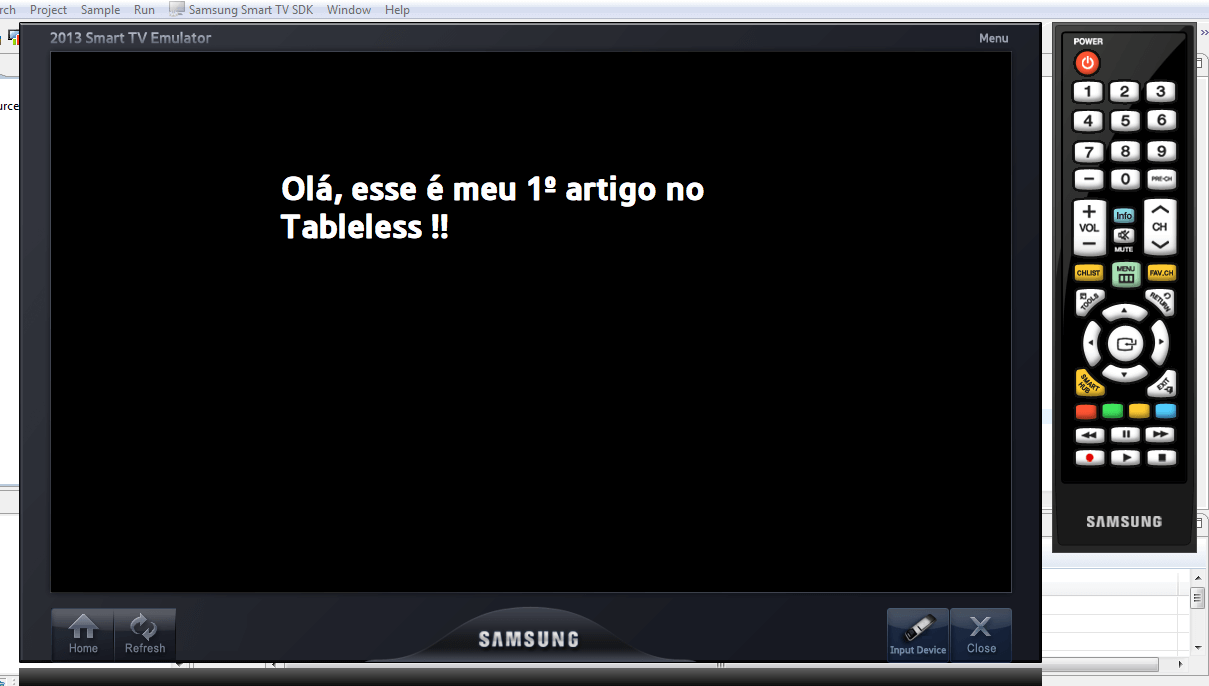 rch Project Sample Run Samsung Smart TV SDK Window Help
2013 Smart TV Emulator Menu
urce
Olá, esse é meu 1º artigo no
Tableless !!
Home Refresh
SAMSUNG
Input Device Close
POWER
1 2 3
4 5 6
7 8 9
- 0 PRE-CH
+ Info
VOL CH
- MUTE
CH LIST MENU FAV.CH
TOOLS RETURN
SMART HUB EXIT
SAMSUNG